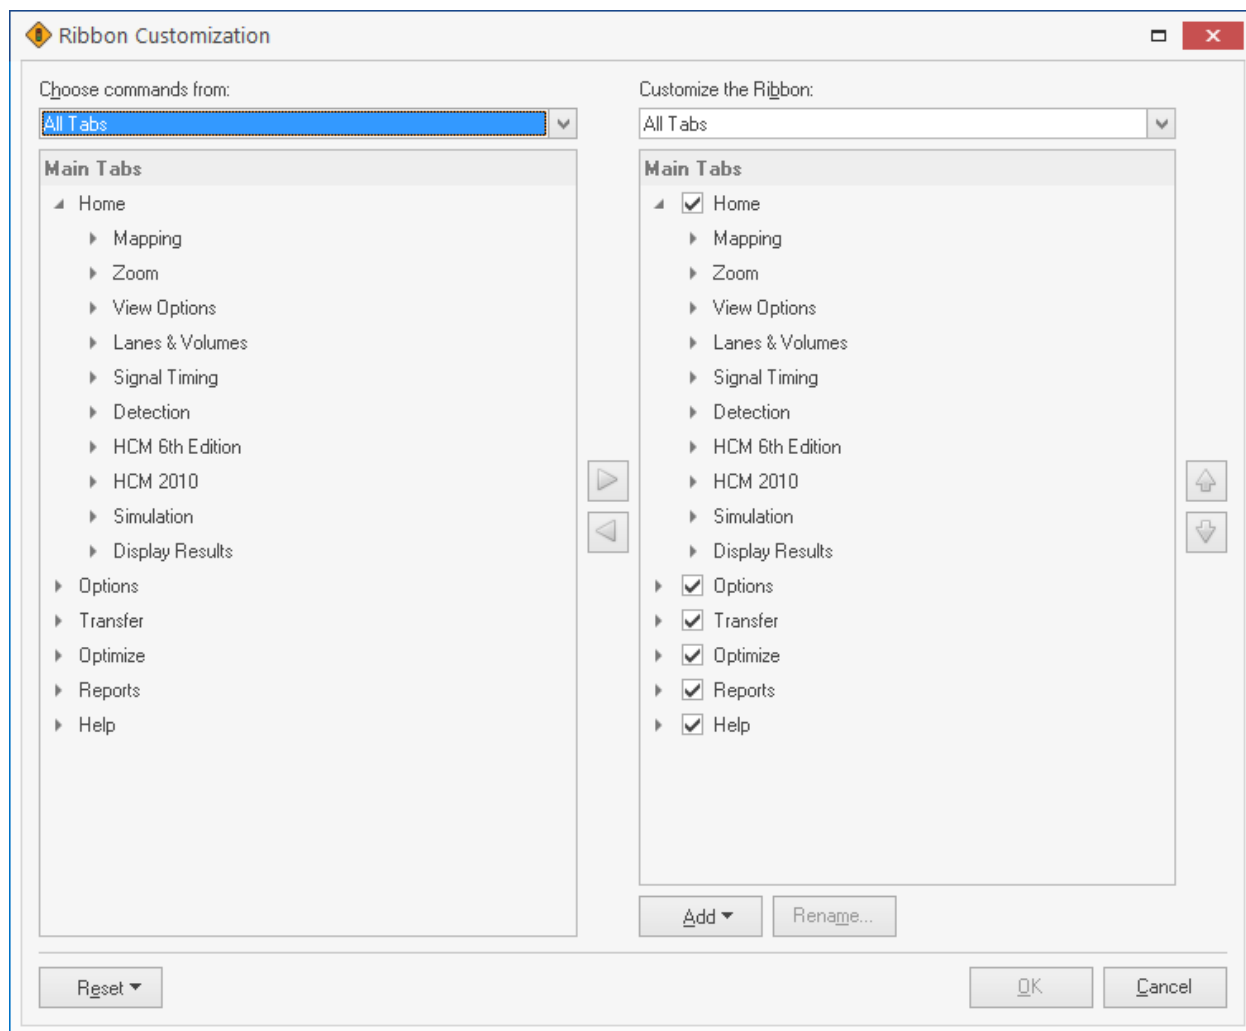 Ribbon Customization
Choose commands from:
All Tabs
Main Tabs
Home
Mapping
Zoom
View Options
Lanes & Volumes
Signal Timing
Detection
HCM 6th Edition
HCM 2010
Simulation
Display Results
Options
Transfer
Optimize
Reports
Help
Customize the Ribbon:
All Tabs
Main Tabs
Home
Mapping
Zoom
View Options
Lanes & Volumes
Signal Timing
Detection
HCM 6th Edition
HCM 2010
Simulation
Display Results
Options
Transfer
Optimize
Reports
Help
Add
Rename...
Reset
OK
Cancel